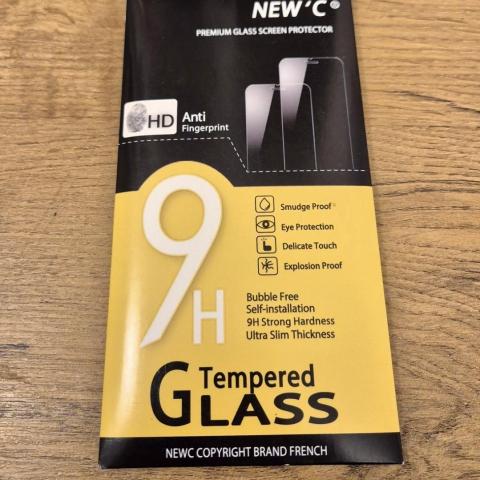 NEW'C ®
PREMIUM GLASS SCREEN PROTECTOR
HD
Anti
Fingerprint
9H
Smudge Proof
Eye Protection
Delicate Touch
Explosion Proof
Bubble Free
Self-installation
9H Strong Hardness
Ultra Slim Thickness
Tempered
GLASS
NEWC COPYRIGHT BRAND FRENCH